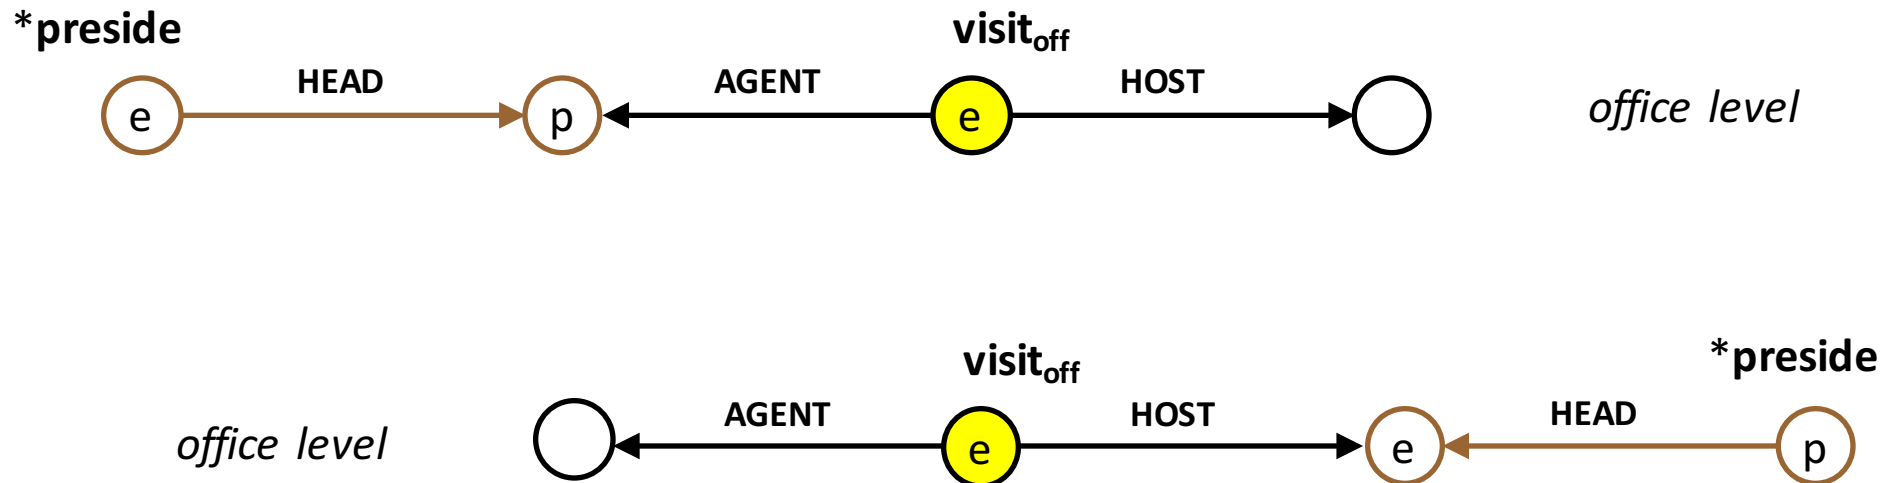 *preside visit_off
HEAD AGENT HOST
e p e office level
visit_off *preside
AGENT HOST HEAD
office level e e p